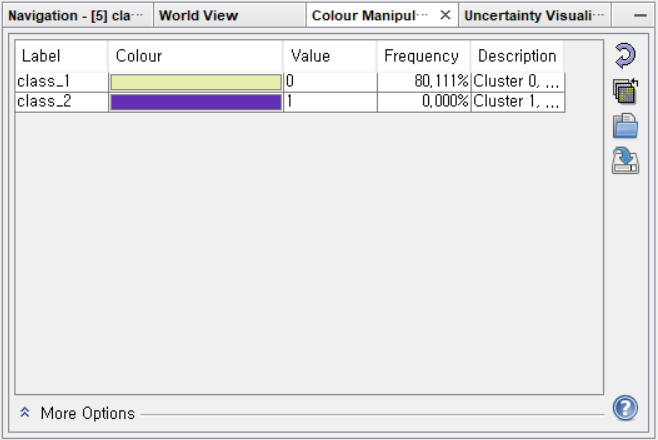 Navigation - [5] cla··· World View Colour Manipul··· Uncertainty Visuali···
Label Colour Value Frequency Description
class_1 0 80,111% Cluster 0, ...
class_2 1 0,000% Cluster 1, ...
More Options